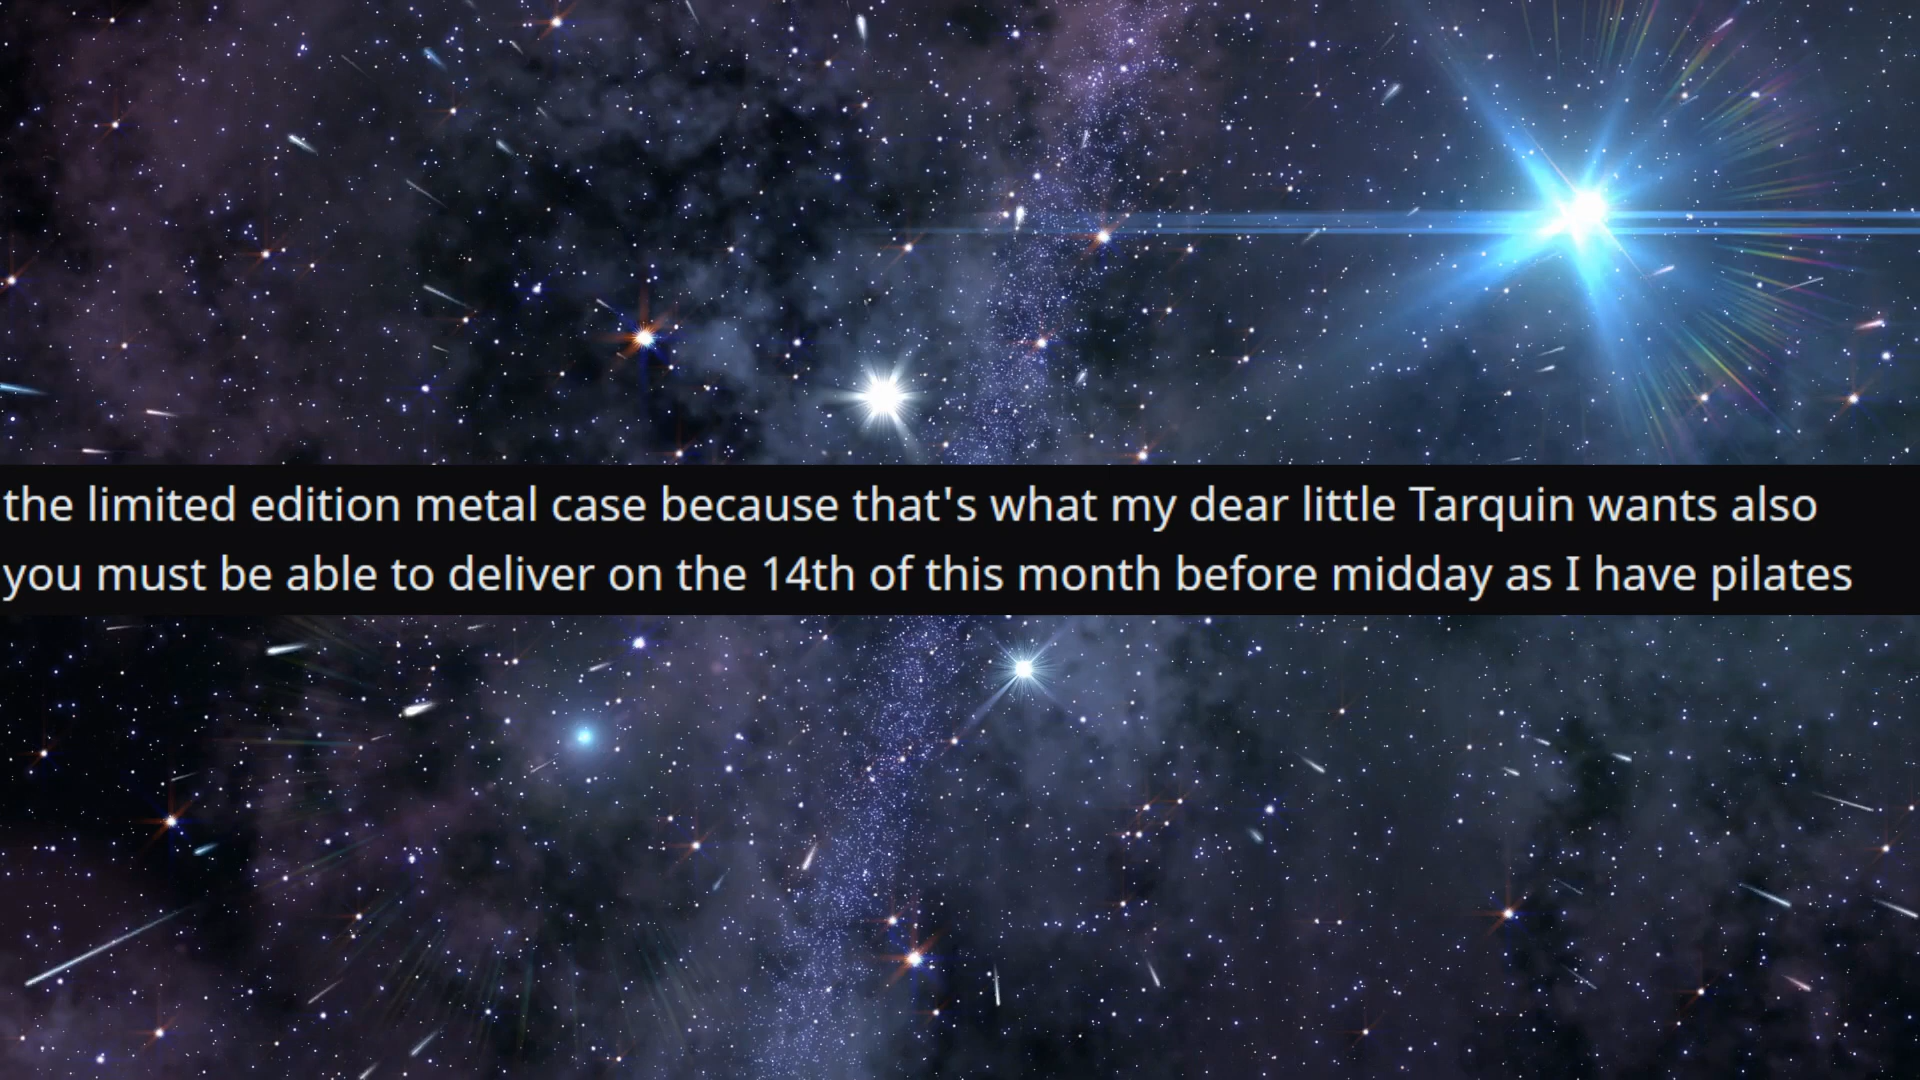 the limited edition metal case because that's what my dear little Tarquin wants also
you must be able to deliver on the 14th of this month before midday as I have pilates